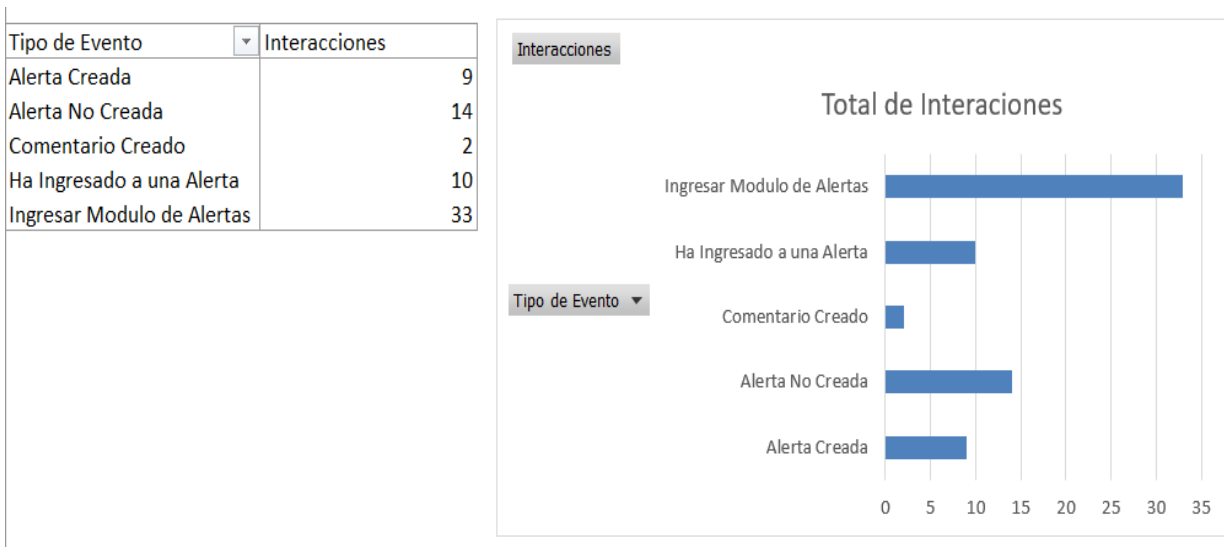 Tipo de Evento Interacciones
Alerta Creada 9
Alerta No Creada 14
Comentario Creado 2
Ha Ingresado a una Alerta 10
Ingresar Modulo de Alertas 33
Interacciones
Total de Interaciones
Ingresar Modulo de Alertas
Ha Ingresado a una Alerta
Tipo de Evento
Comentario Creado
Alerta No Creada
Alerta Creada
0 5 10 15 20 25 30 35